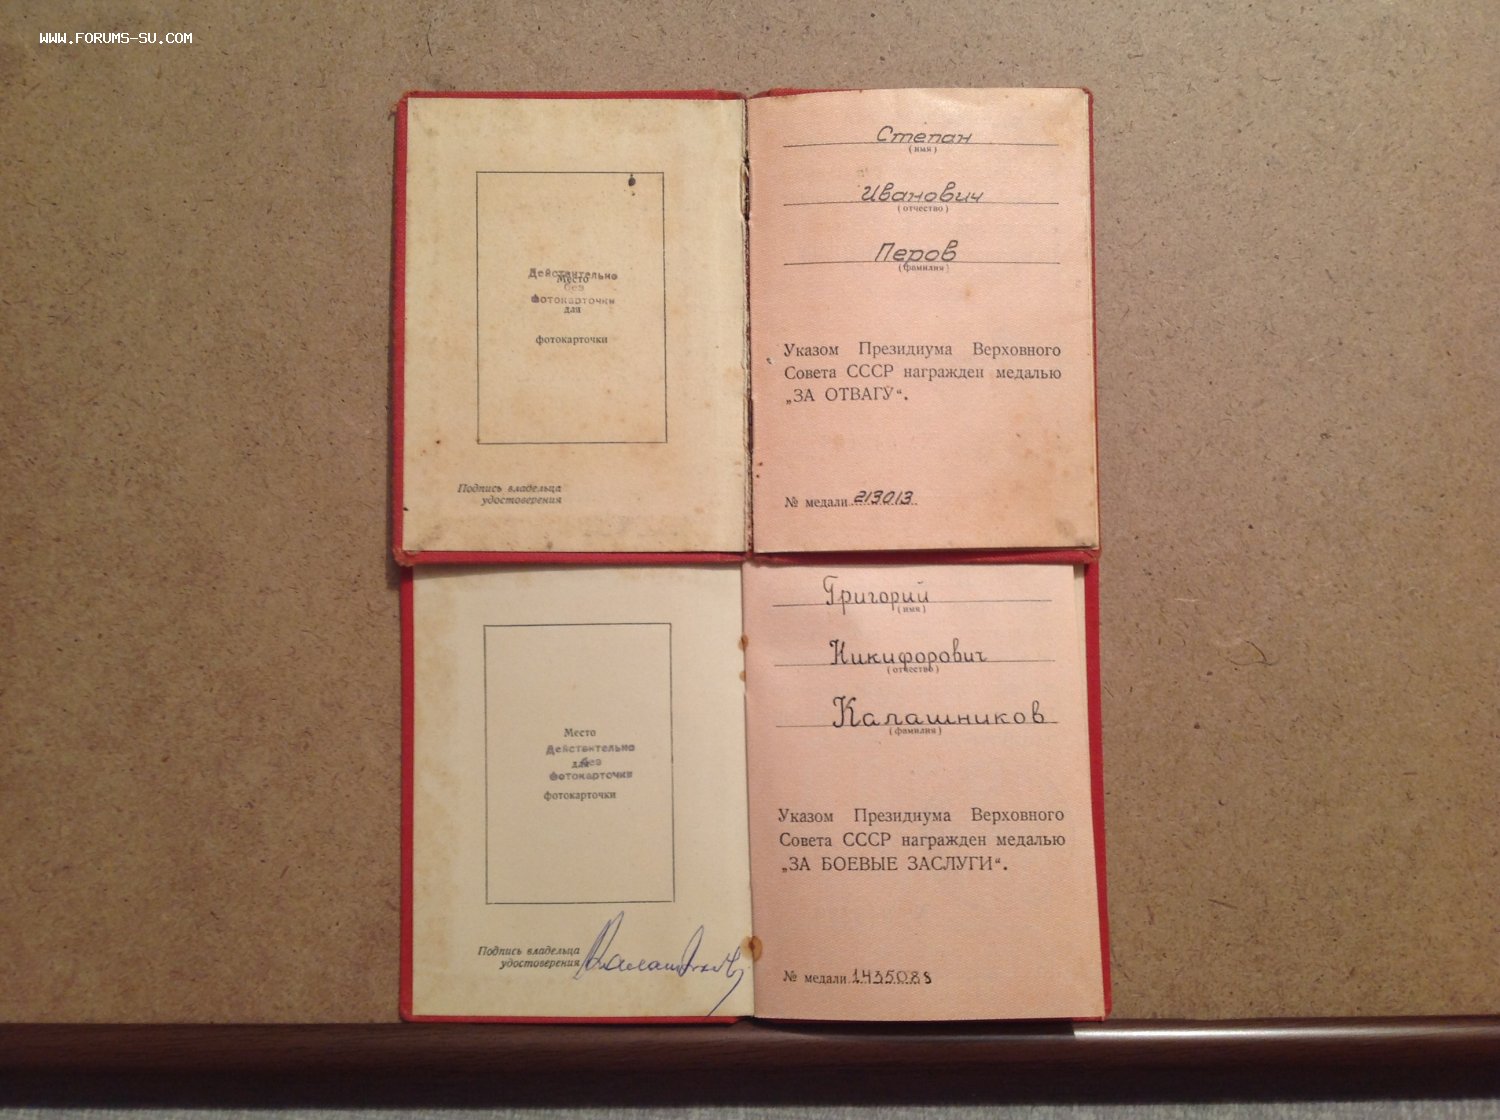 WWW.FORUMS-SU.COM
Действительно
Место
без
фотокарточки
для
фотокарточки
Подпись владельца
удостоверения
Степан
(имя)
Иванович
(отчество)
Перов
(фамилия)
Указом Президиума Верховного
Совета СССР награжден медалью
„ЗА ОТВАГУ“.
№ медали 213013
Место
Действительно
для без
фотокарточки
фотокарточки
Подпись владельца
удостоверения
Григорий
(имя)
Никифорович
(отчество)
Калашников
(фамилия)
Указом Президиума Верховного
Совета СССР награжден медалью
„ЗА БОЕВЫЕ ЗАСЛУГИ“.
№ медали 1435088